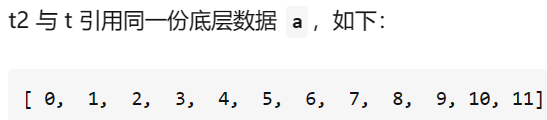 t2 与 t 引用同一份底层数据 a ，如下：
[ 0, 1, 2, 3, 4, 5, 6, 7, 8, 9, 10, 11]